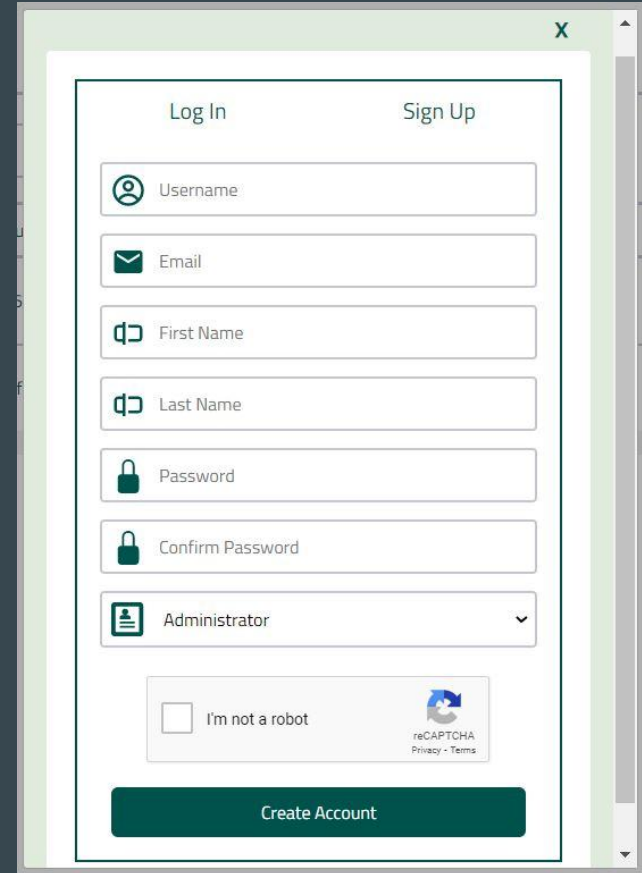 X
Log In Sign Up
Username
Email
First Name
Last Name
Password
Confirm Password
Administrator
I'm not a robot
reCAPTCHA
Privacy - Terms
Create Account